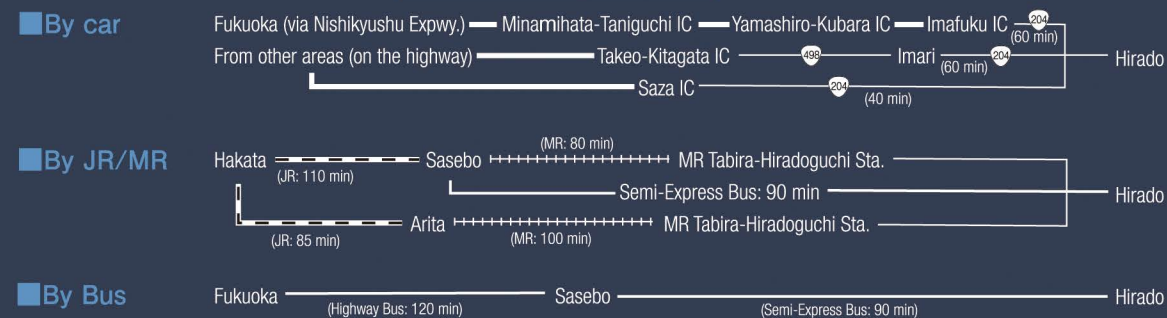 By car
Fukuoka (via Nishikyushu Expwy.) Minamihata-Taniguchi IC Yamashiro-Kubara IC Imafuku IC 204
(60 min)
From other areas (on the highway) Takeo-Kitagata IC 498 Imari 204 Hirado
(60 min)
Saza IC 204
(40 min)
By JR/MR
(MR: 80 min)
Hakata Sasebo MR Tabira-Hiradoguchi Sta.
(JR: 110 min)
Semi-Express Bus: 90 min Hirado
Arita MR Tabira-Hiradoguchi Sta.
(JR: 85 min) (MR: 100 min)
By Bus
Fukuoka Sasebo Hirado
(Highway Bus: 120 min) (Semi-Express Bus: 90 min)